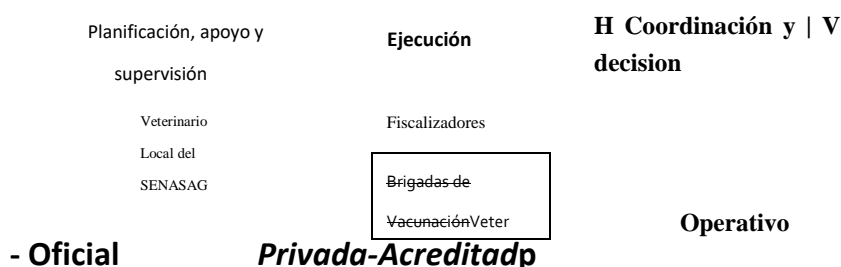 Planificación, apoyo y
supervisión
Ejecución
H Coordinación y | V
decision
Veterinario
Local del
SENASAG
Fiscalizadores
Brigadas de
VacunaciónVeter
Operativo
- Oficial
Privada-Acreditadp